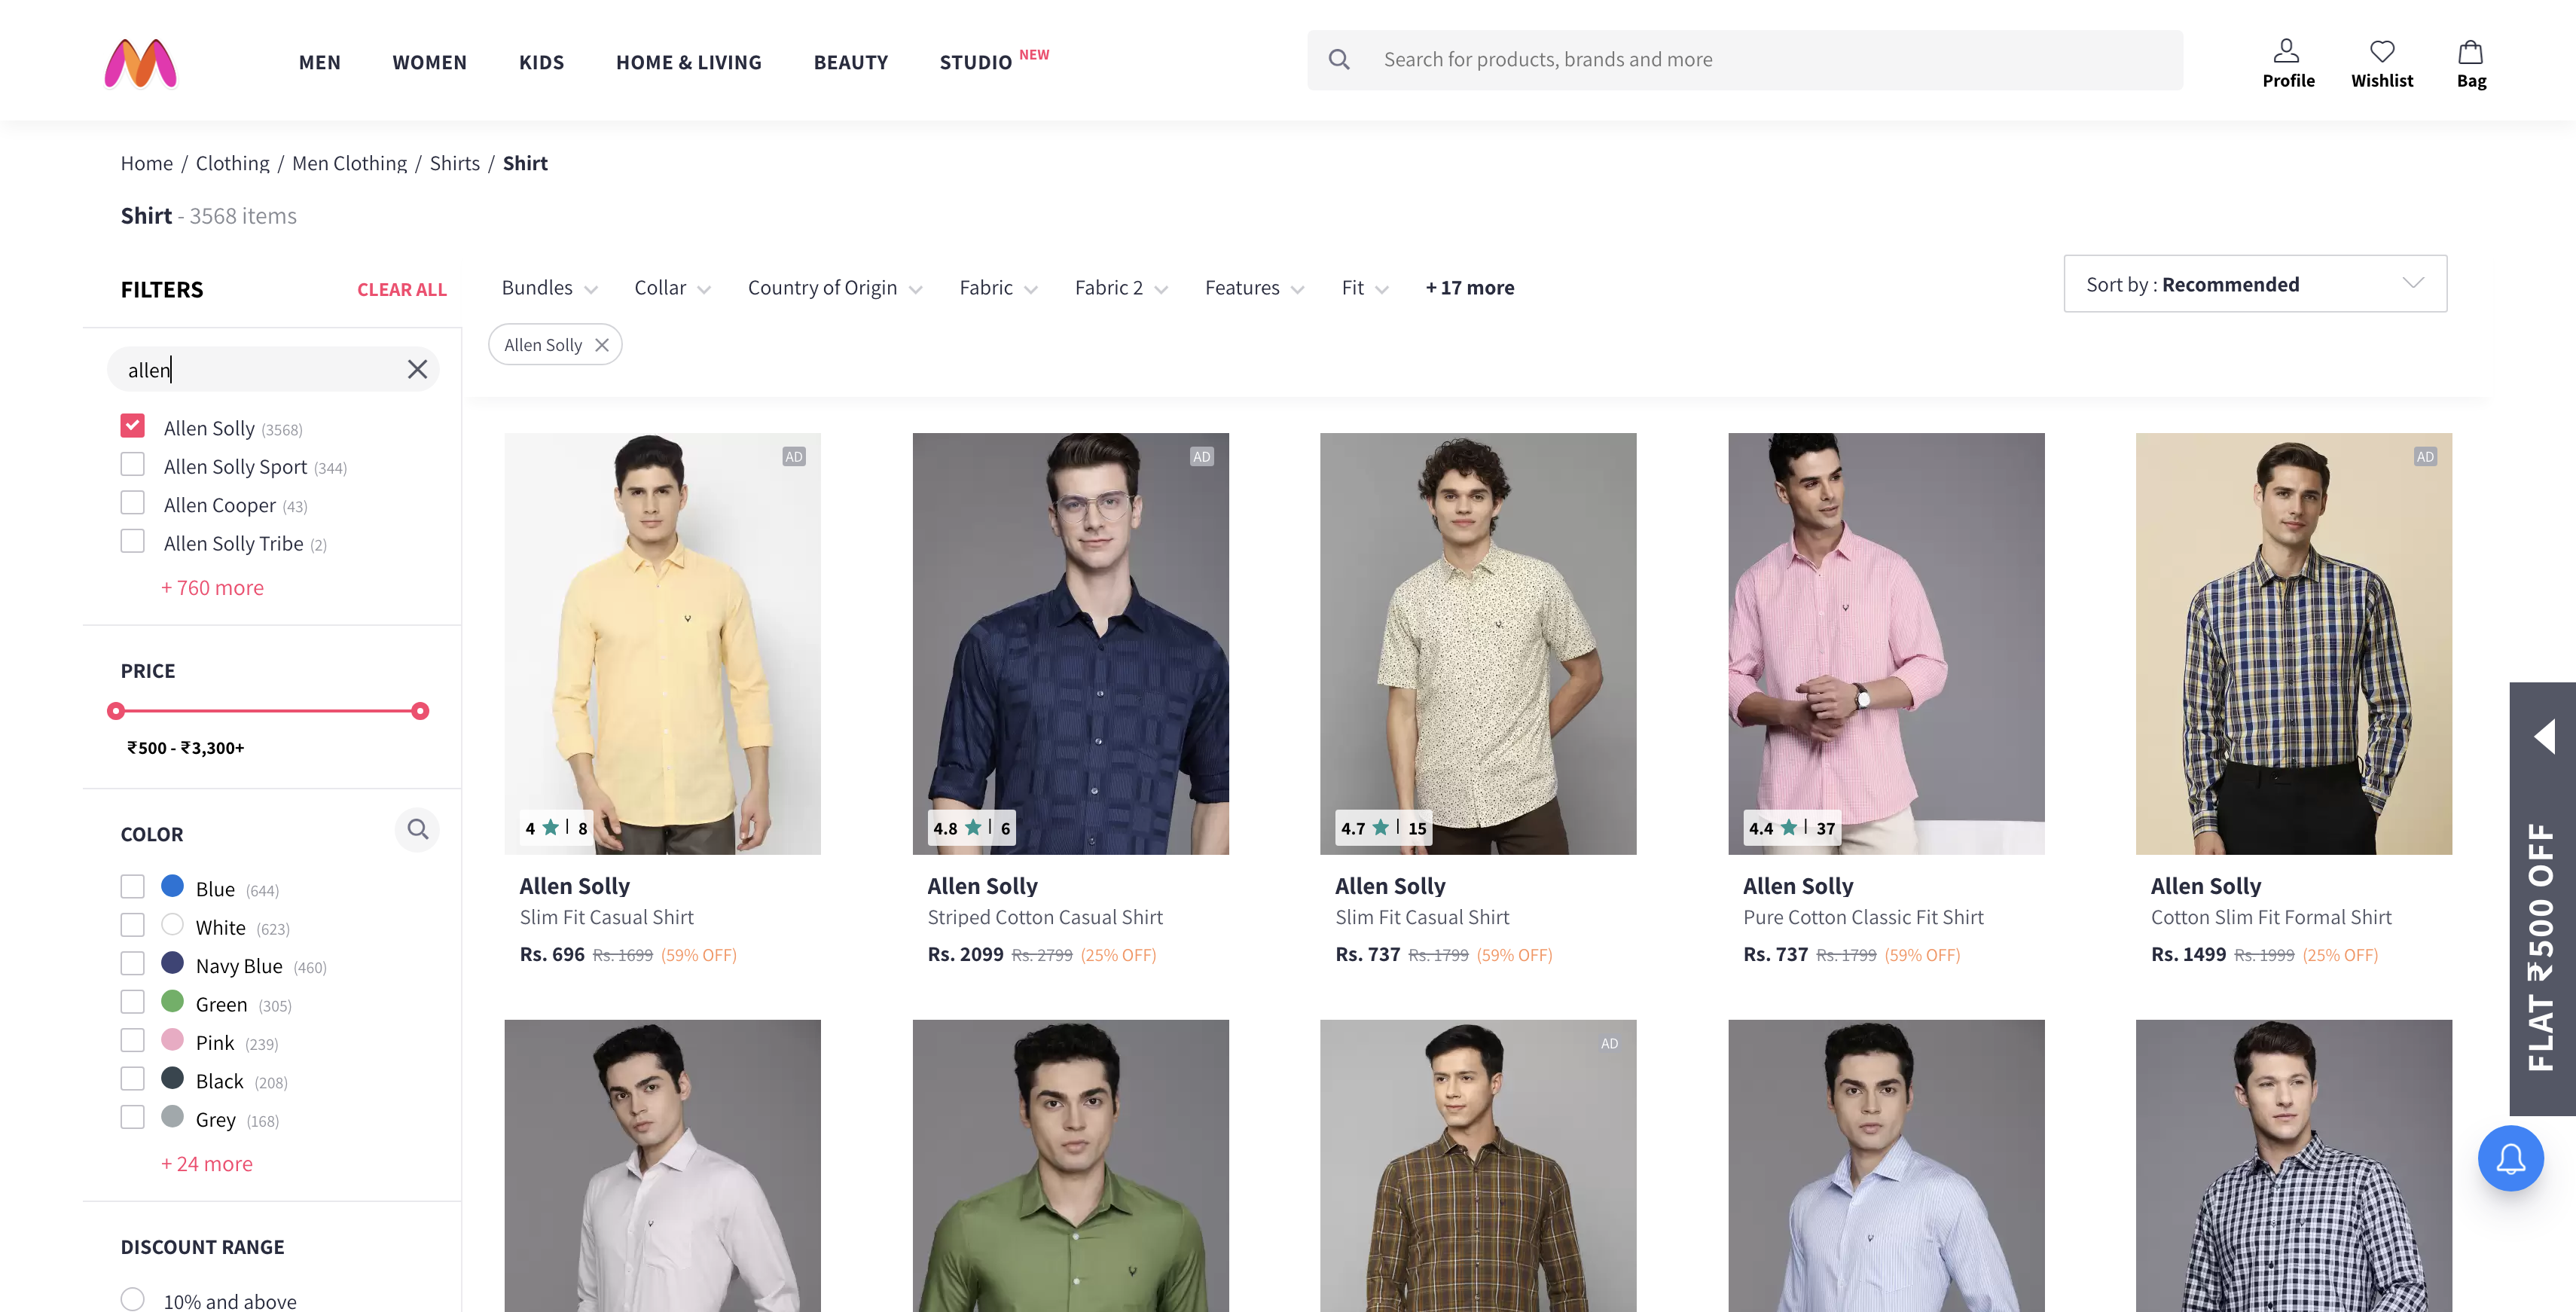 MEN WOMEN KIDS HOME & LIVING BEAUTY STUDIO NEW
Search for products, brands and more
Profile Wishlist Bag
Home / Clothing / Men Clothing / Shirts / Shirt
Shirt - 3568 items
FILTERS CLEAR ALL
Bundles Collar Country of Origin Fabric Fabric 2 Features Fit + 17 more
Sort by : Recommended
Allen Solly
allen
Allen Solly (3568)
Allen Solly Sport (344)
Allen Cooper (43)
Allen Solly Tribe (2)
+ 760 more
PRICE
₹500 - ₹3,300+
COLOR
Blue (644)
White (623)
Navy Blue (460)
Green (305)
Pink (239)
Black (208)
Grey (168)
+ 24 more
DISCOUNT RANGE
10% and above
AD
4 | 8
Allen Solly
Slim Fit Casual Shirt
Rs. 696 Rs. 1699 (59% OFF)
AD
4.8 | 6
Allen Solly
Striped Cotton Casual Shirt
Rs. 2099 Rs. 2799 (25% OFF)
4.7 | 15
Allen Solly
Slim Fit Casual Shirt
Rs. 737 Rs. 1799 (59% OFF)
4.4 | 37
Allen Solly
Pure Cotton Classic Fit Shirt
Rs. 737 Rs. 1799 (59% OFF)
AD
Allen Solly
Cotton Slim Fit Formal Shirt
Rs. 1499 Rs. 1999 (25% OFF)
AD
FLAT ₹500 OFF